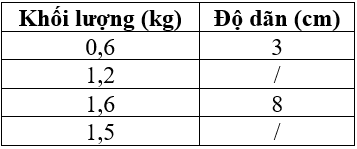 Khối lượng (kg) Độ dãn (cm)
0,6 3
1,2 /
1,6 8
1,5 /